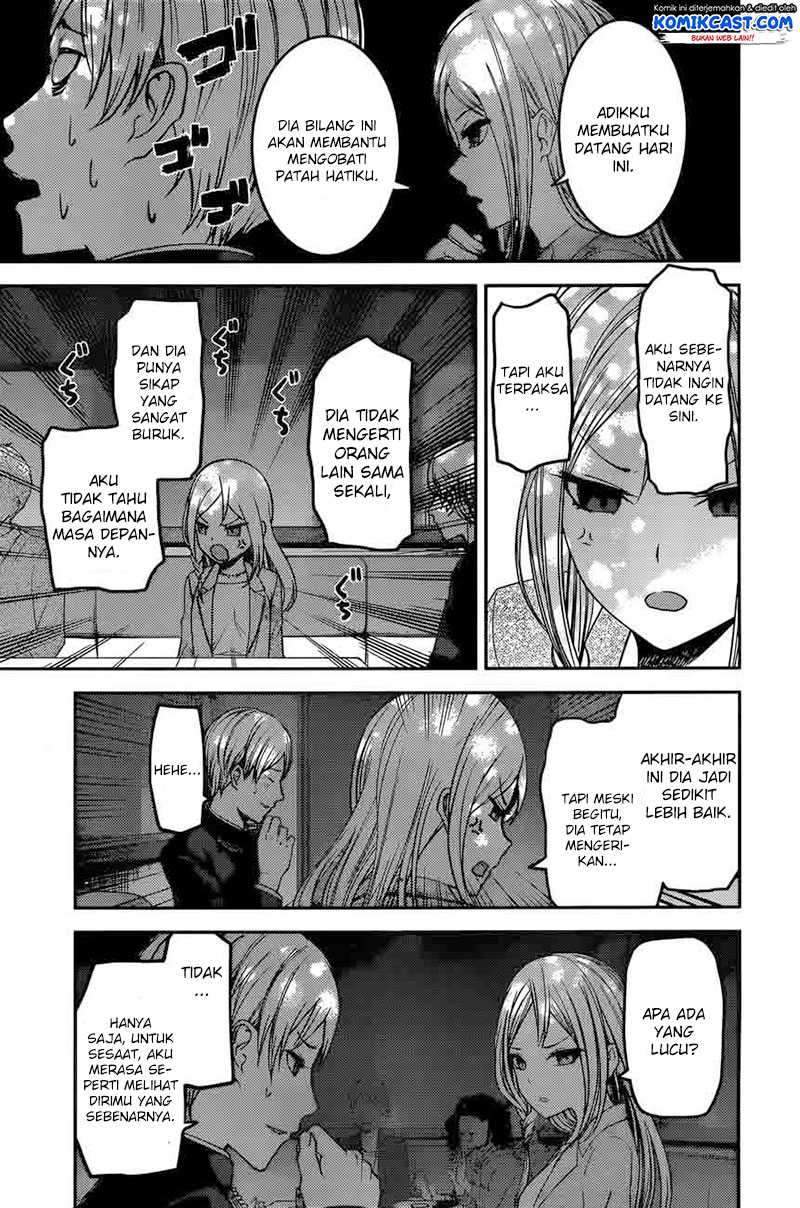 Komik ini diterjemahkan & diedit oleh
KOMIKCAST.COM
BUKAN WEB LAIN!!
ADIKKU
MEMBUATKU
DATANG HARI
INI.
DIA BILANG INI
AKAN MEMBANTU
MENGOBATI
PATAH HATIKU.
ゴゴゴ
AKU SEBE-
NARNYA
TIDAK INGIN
DATANG KE
SINI.
TAPI AKU
TERPAKSA
...
DIA TIDAK
MENGERTI
ORANG
LAIN SAMA
SEKALI,
DAN DIA
PUNYA
SIKAP
YANG
SANGAT
BURUK.
AKU
TIDAK TAHU
BAGAIMANA
MASA DEPAN-
NYA.
ぐち
ぐち
ぐち
AKHIR-AKHIR
INI DIA JADI
SEDIKIT
LEBIH BAIK.
TAPI MESKI
BEGITU,
DIA TETAP
MENGERI-
KAN...
HEHE...
APA ADA
YANG
LUCU?
TIDAK
...
HANYA
SAJA, UNTUK
SESAAT, AKU
MERASA SE-
PERTI MELIHAT
DIRIMU YANG
SEBENARNYA.